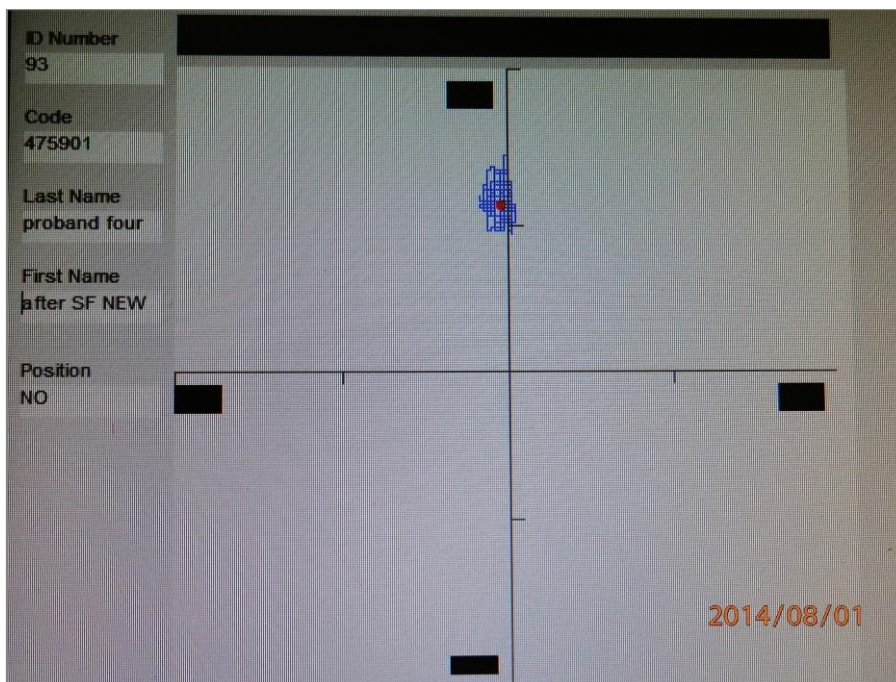 ID Number
93
Code
475901
Last Name
proband four
First Name
after SF NEW
Position
NO
2014/08/01